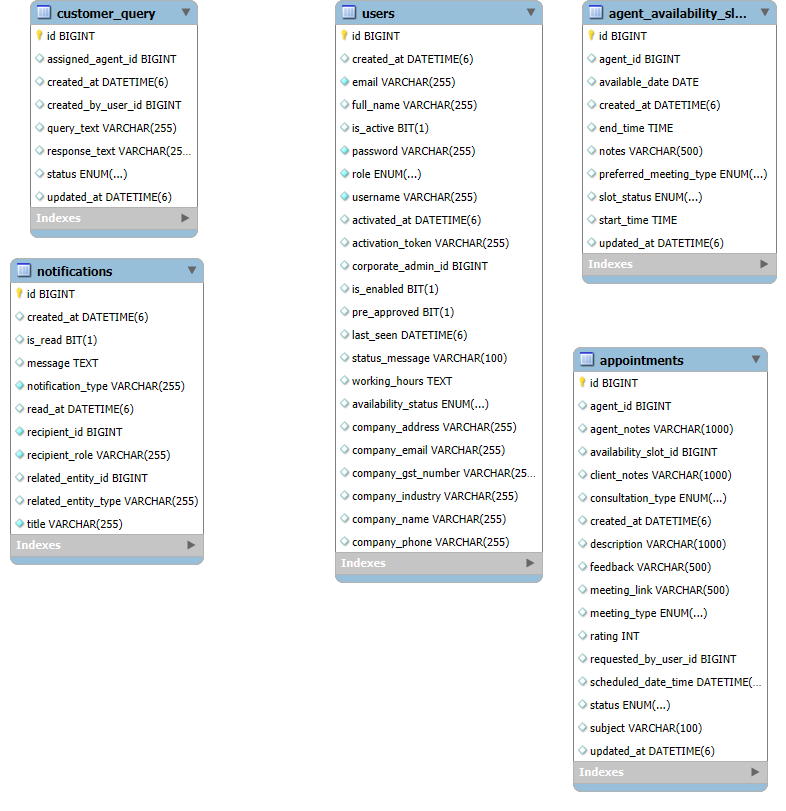 customer_query
id BIGINT
assigned_agent_id BIGINT
created_at DATETIME(6)
created_by_user_id BIGINT
query_text VARCHAR(255)
response_text VARCHAR(25...
status ENUM(...)
updated_at DATETIME(6)
Indexes
notifications
id BIGINT
created_at DATETIME(6)
is_read BIT(1)
message TEXT
notification_type VARCHAR(255)
read_at DATETIME(6)
recipient_id BIGINT
recipient_role VARCHAR(255)
related_entity_id BIGINT
related_entity_type VARCHAR(255)
title VARCHAR(255)
Indexes
users
id BIGINT
created_at DATETIME(6)
email VARCHAR(255)
full_name VARCHAR(255)
is_active BIT(1)
password VARCHAR(255)
role ENUM(...)
username VARCHAR(255)
activated_at DATETIME(6)
activation_token VARCHAR(255)
corporate_admin_id BIGINT
is_enabled BIT(1)
pre_approved BIT(1)
last_seen DATETIME(6)
status_message VARCHAR(100)
working_hours TEXT
availability_status ENUM(...)
company_address VARCHAR(255)
company_email VARCHAR(255)
company_gst_number VARCHAR(25...
company_industry VARCHAR(255)
company_name VARCHAR(255)
company_phone VARCHAR(255)
Indexes
agent_availability_sl...
id BIGINT
agent_id BIGINT
available_date DATE
created_at DATETIME(6)
end_time TIME
notes VARCHAR(500)
preferred_meeting_type ENUM(...)
slot_status ENUM(...)
start_time TIME
updated_at DATETIME(6)
Indexes
appointments
id BIGINT
agent_id BIGINT
agent_notes VARCHAR(1000)
availability_slot_id BIGINT
client_notes VARCHAR(1000)
consultation_type ENUM(...)
created_at DATETIME(6)
description VARCHAR(1000)
feedback VARCHAR(500)
meeting_link VARCHAR(500)
meeting_type ENUM(...)
rating INT
requested_by_user_id BIGINT
scheduled_date_time DATETIME(...
status ENUM(...)
subject VARCHAR(100)
updated_at DATETIME(6)
Indexes